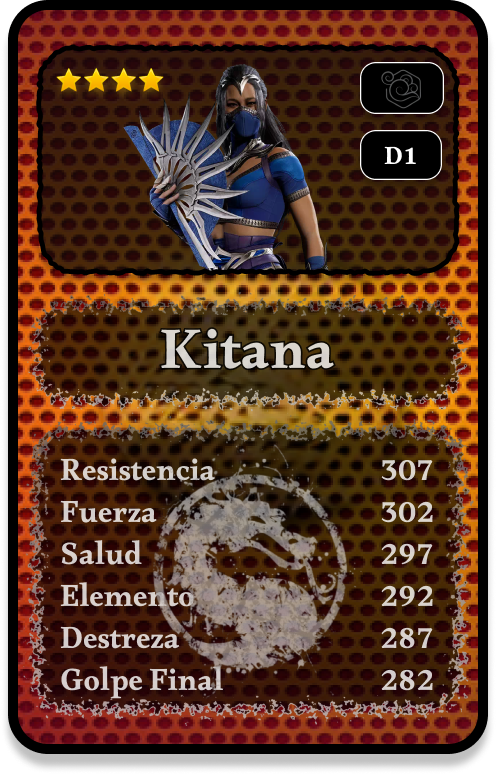 D1
Kitana
Resistencia 307
Fuerza 302
Salud 297
Elemento 292
Destreza 287
Golpe Final 282